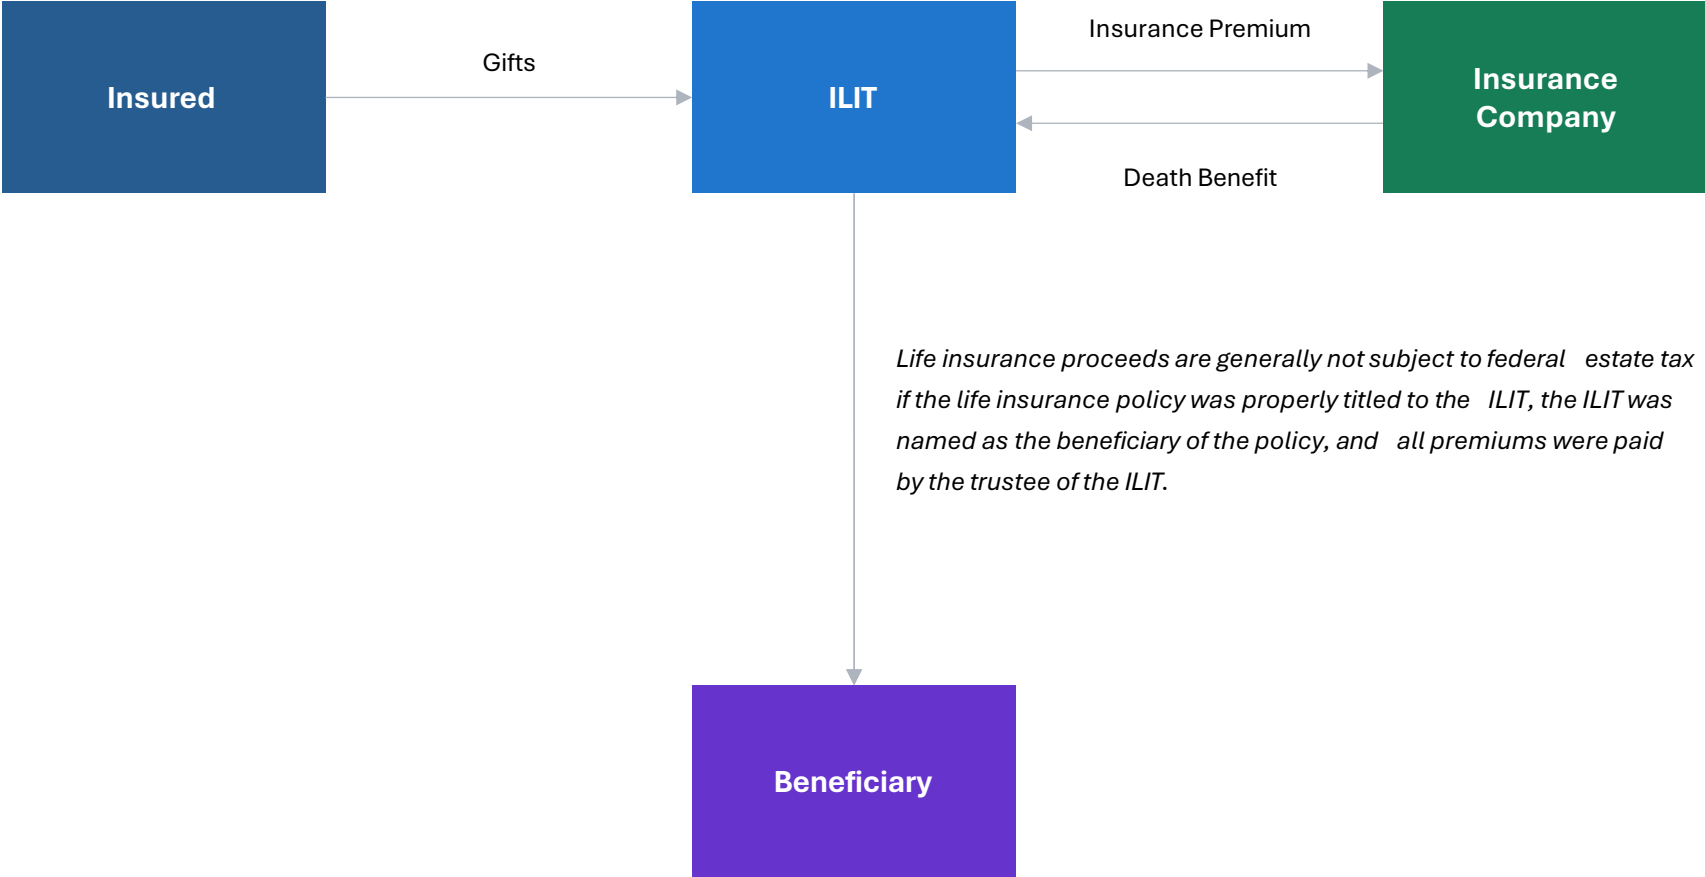 Insurance Premium
Gifts
Insured
ILIT
Insurance
Company
Death Benefit
Life insurance proceeds are generally not subject to federal estate tax
if the life insurance policy was properly titled to the ILIT, the ILIT was
named as the beneficiary of the policy, and all premiums were paid
by the trustee of the ILIT.
Beneficiary